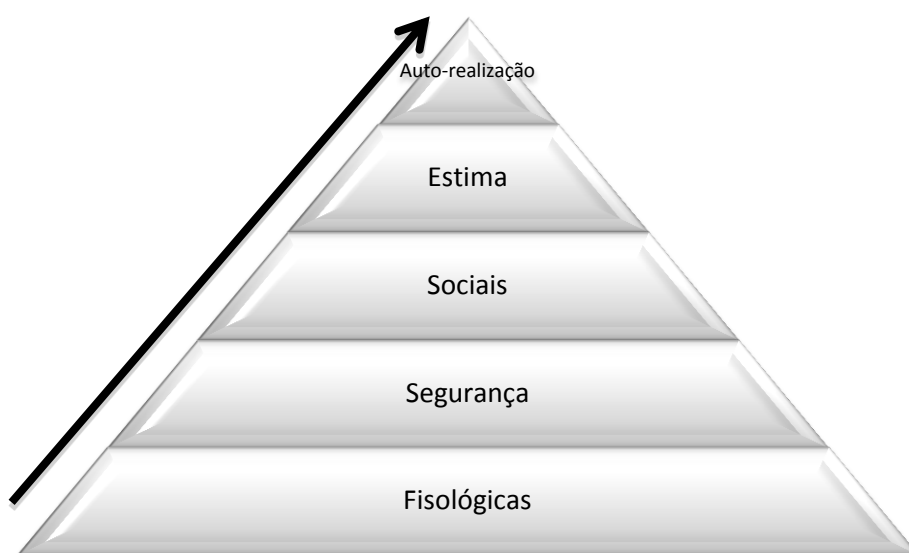 Auto-realização
Estima
Sociais
Segurança
Fisológicas